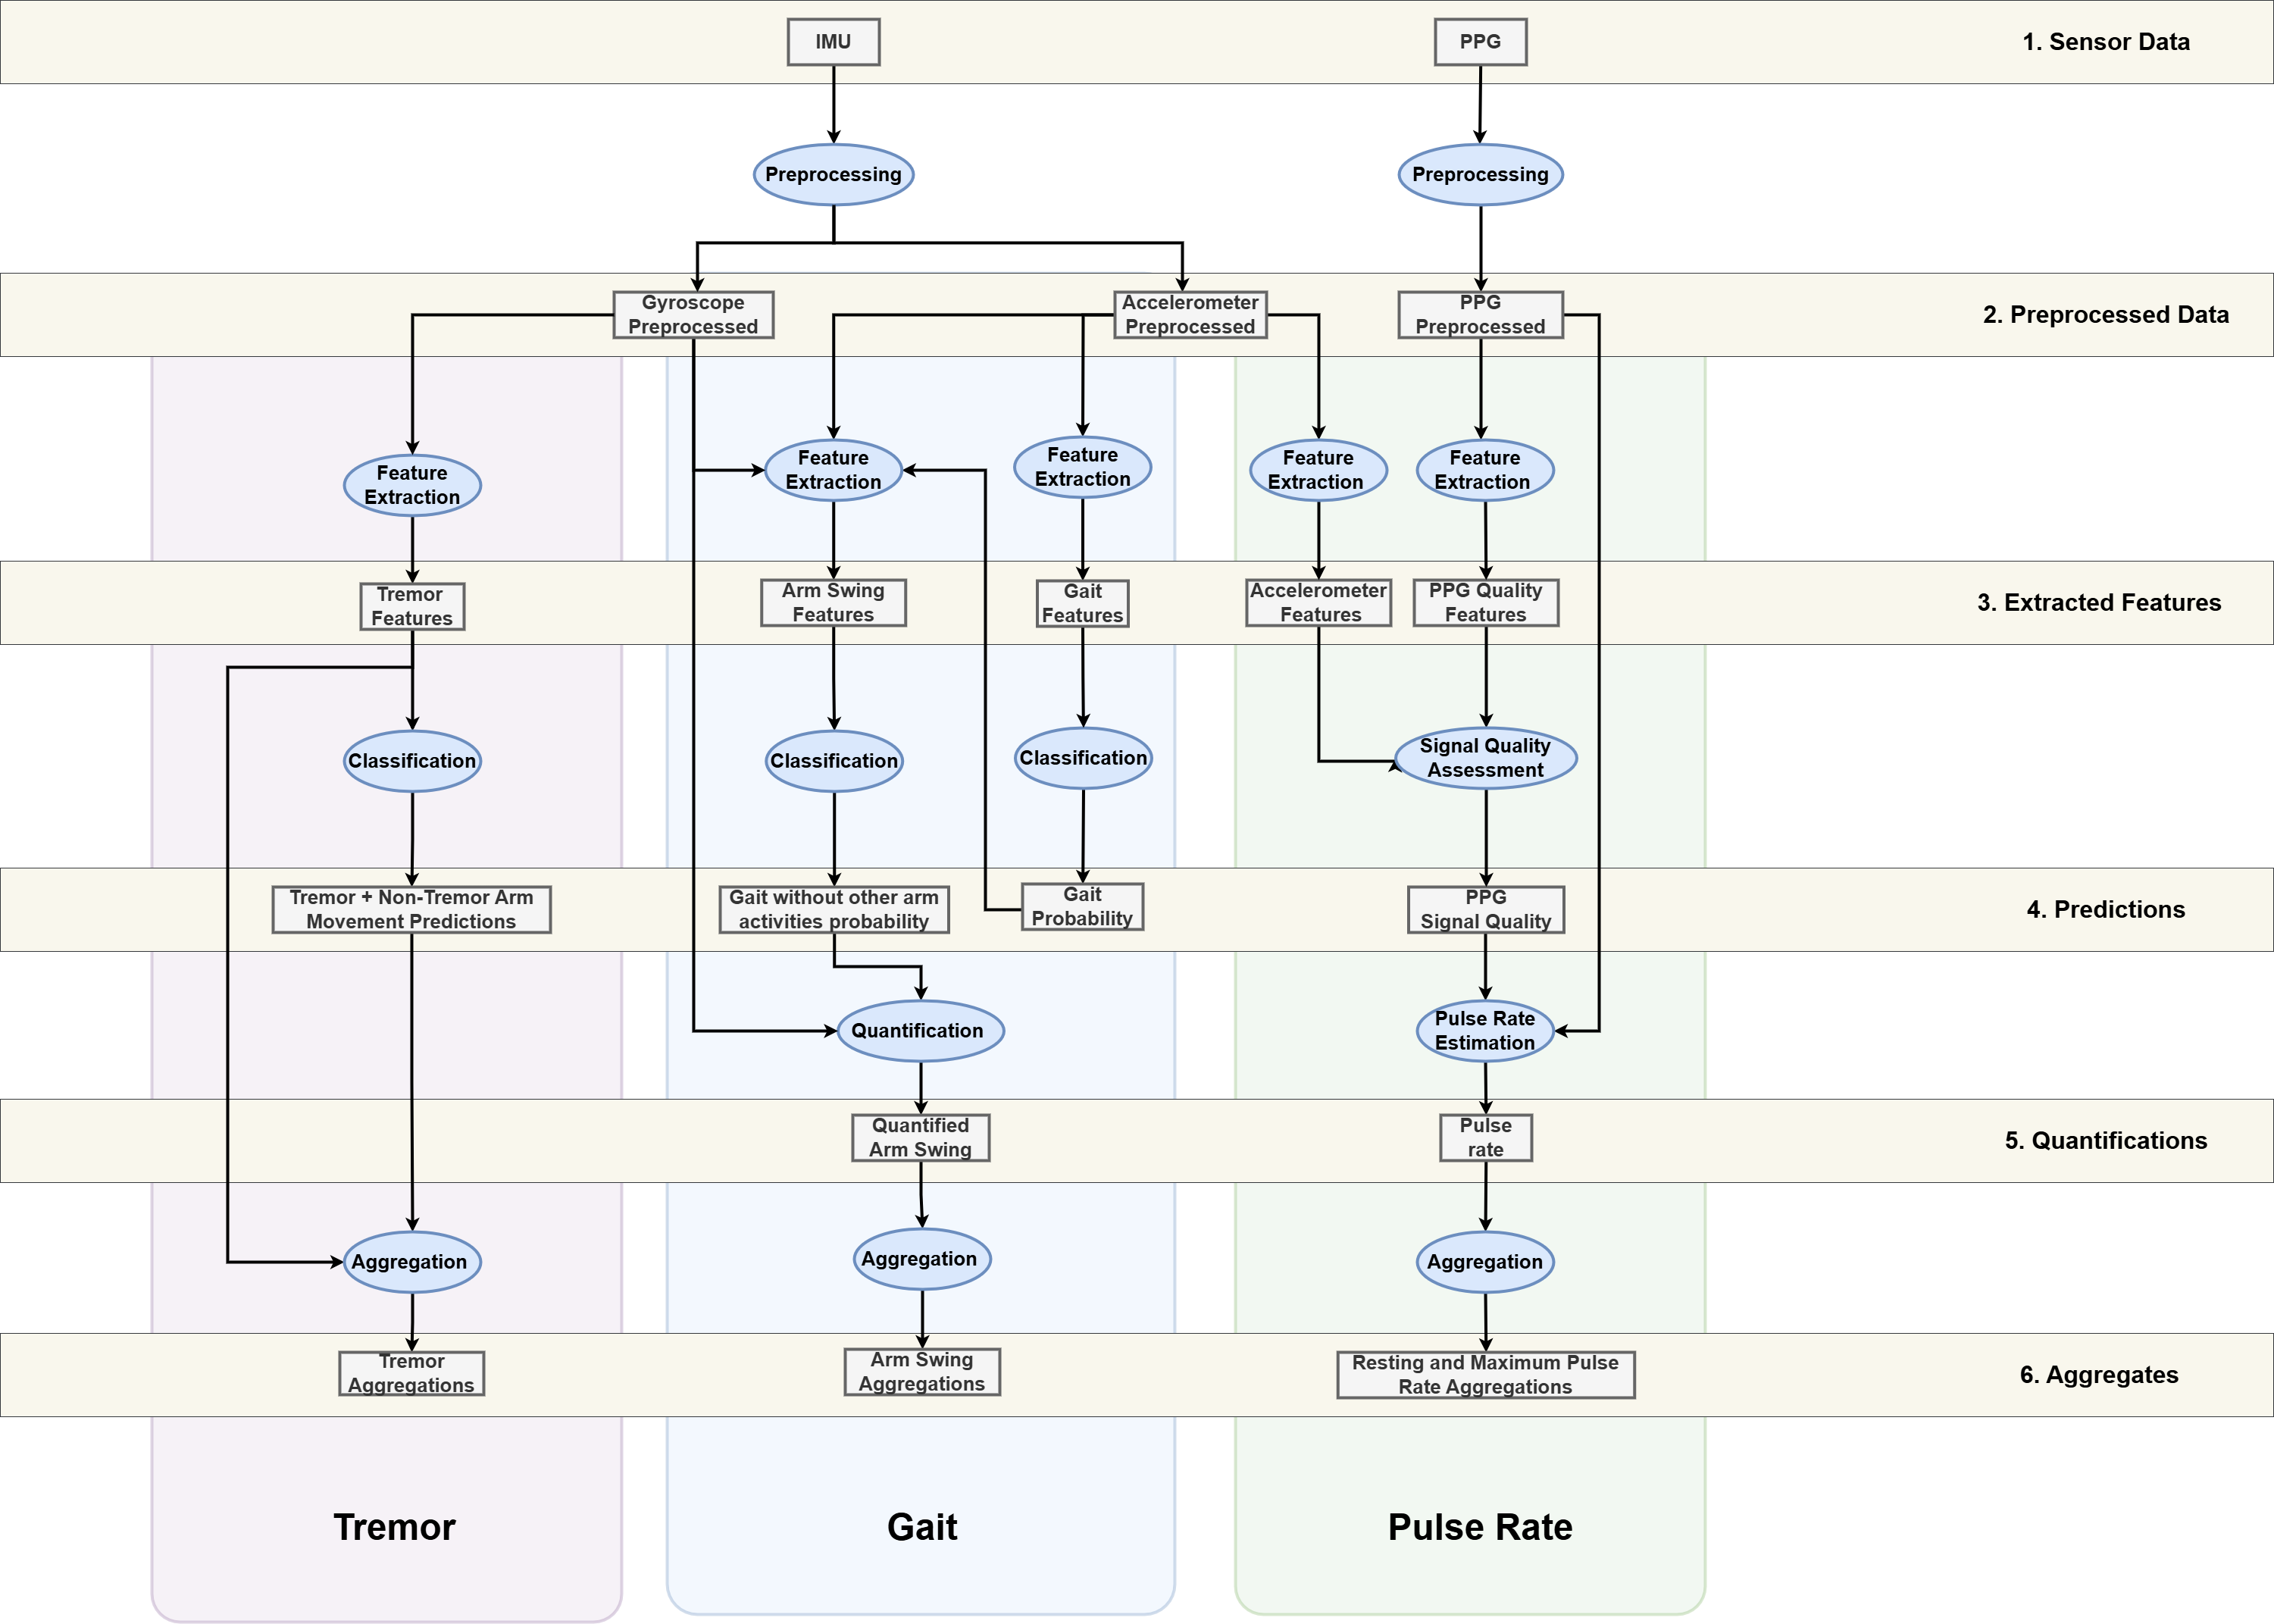 IMU
PPG
1. Sensor Data
Preprocessing
Preprocessing
Gyroscope
Preprocessed
Accelerometer
Preprocessed
PPG
Preprocessed
2. Preprocessed Data
Feature
Extraction
Feature
Extraction
Feature
Extraction
Feature
Extraction
Feature
Extraction
Tremor
Features
Arm Swing
Features
Gait
Features
Accelerometer
Features
PPG Quality
Features
3. Extracted Features
Classification
Classification
Classification
Signal Quality
Assessment
Tremor + Non-Tremor Arm
Movement Predictions
Gait without other arm
activities probability
Gait
Probability
PPG
Signal Quality
4. Predictions
Quantification
Pulse Rate
Estimation
Quantified
Arm Swing
Pulse
rate
5. Quantifications
Aggregation
Aggregation
Aggregation
Tremor
Aggregations
Arm Swing
Aggregations
Resting and Maximum Pulse
Rate Aggregations
6. Aggregates
Tremor
Gait
Pulse Rate